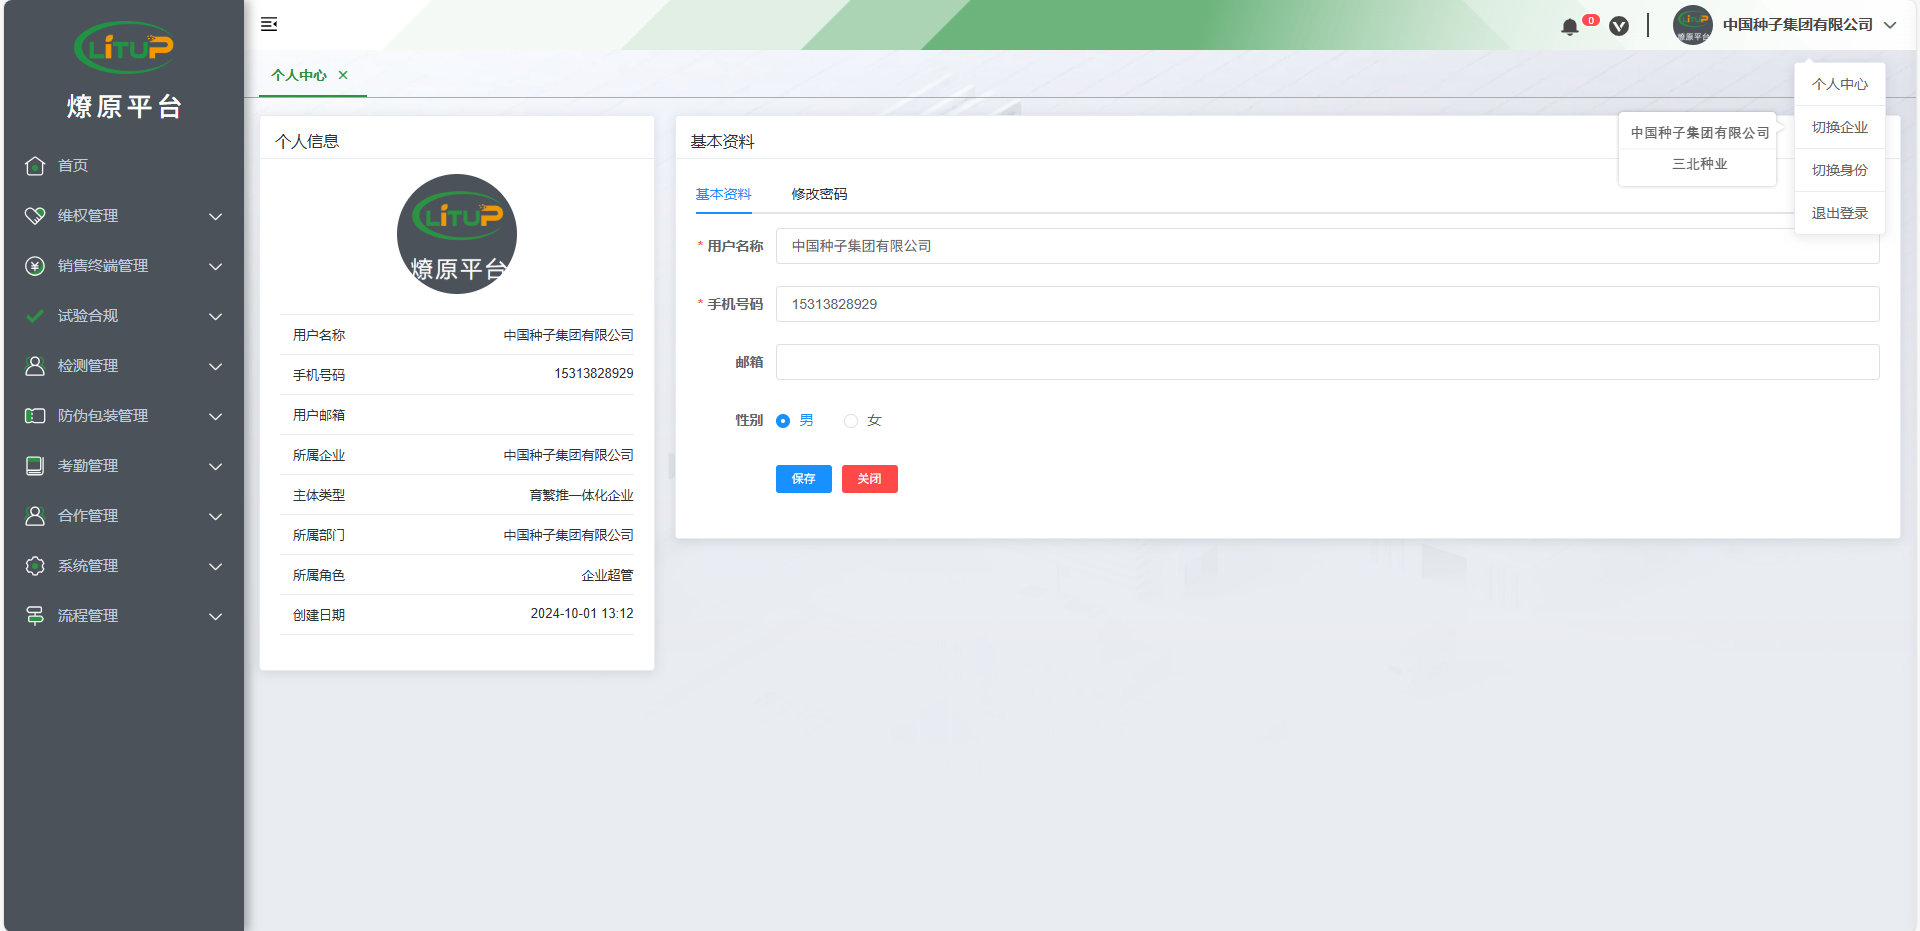 LiTUP
燎原平台
首页
维权管理
销售终端管理
试验合规
检测管理
防伪包装管理
考勤管理
合作管理
系统管理
流程管理
0
LiTUP
燎原平台
中国种子集团有限公司
个人中心
个人中心
切换企业
切换身份
退出登录
中国种子集团有限公司
三北种业
个人信息
LiTUP
燎原平台
用户名称 中国种子集团有限公司
手机号码 15313828929
用户邮箱
所属企业 中国种子集团有限公司
主体类型 育繁推一体化企业
所属部门 中国种子集团有限公司
所属角色 企业超管
创建日期 2024-10-01 13:12
基本资料
基本资料 修改密码
* 用户名称 中国种子集团有限公司
* 手机号码 15313828929
邮箱
性别 男 女
保存 关闭